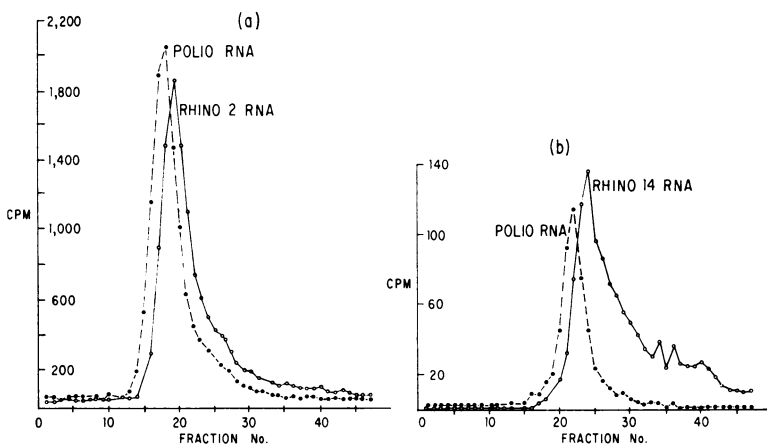 (a)
2,200
1,800
1,400
1,000
600
200
CPM
POLIO RNA
RHINO 2 RNA
0 10 20 30 40
FRACTION No.
(b)
140
100
60
20
CPM
RHINO 14 RNA
POLIO RNA
0 10 20 30 40
FRACTION No.